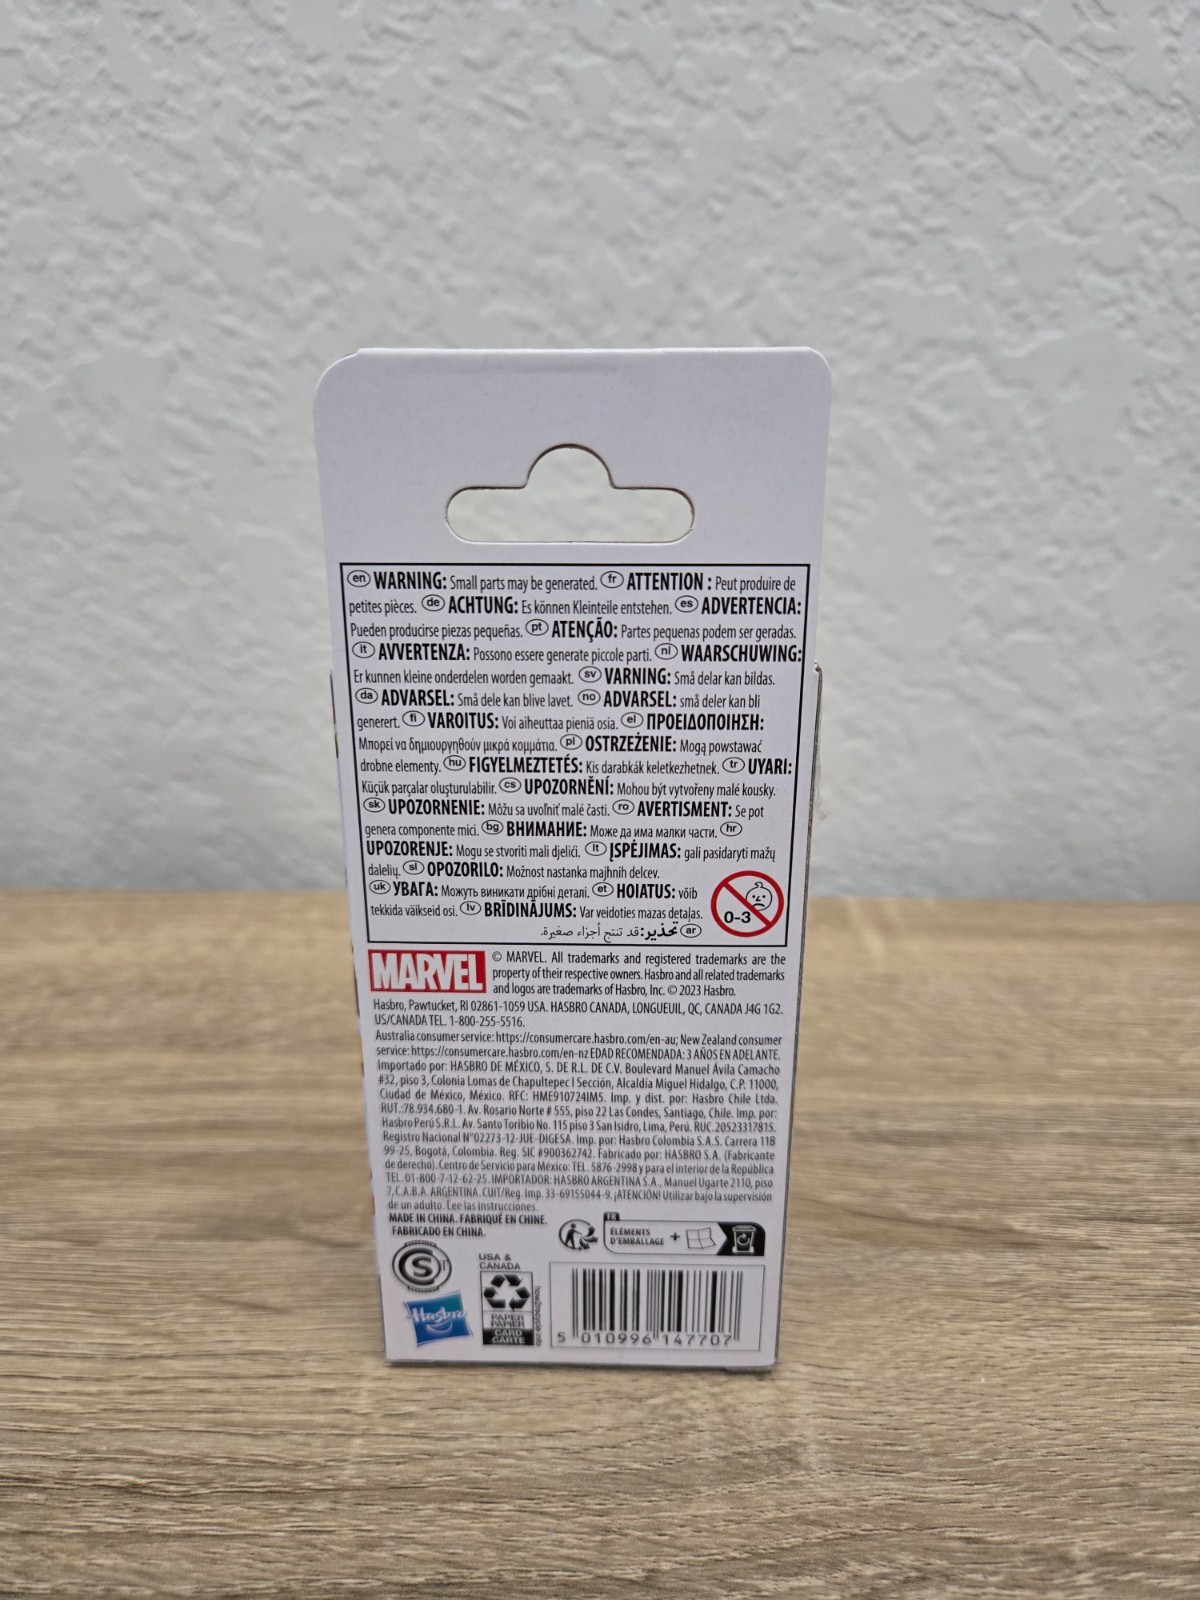 en WARNING: Small parts may be generated. fr ATTENTION : Peut produire de
petites pièces. de ACHTUNG: Es können Kleinteile entstehen. es ADVERTENCIA:
Pueden producirse piezas pequeñas. pt ATENÇÃO: Partes pequenas podem ser geradas.
it AVVERTENZA: Possono essere generate piccole parti. nl WAARSCHUWING:
Er kunnen kleine onderdelen worden gemaakt. sv VARNING: Små delar kan bildas.
da ADVARSEL: Små dele kan blive lavet. no ADVARSEL: små deler kan bli
generert. fi VAROITUS: Voi aiheuttaa pieniä osia. el ΠΡΟΕΙΔΟΠΟΙΗΣΗ:
Μπορεί να δημιουργηθούν μικρά κομμάτια. pl OSTRZEŻENIE: Mogą powstawać
drobne elementy. hu FIGYELMEZTETÉS: Kis darabkák keletkezhetnek. tr UYARI:
Küçük parçalar oluşturulabilir. cs UPOZORNĚNÍ: Mohou být vytvořeny malé kousky.
sk UPOZORNENIE: Môžu sa uvoľniť malé časti. ro AVERTISMENT: Se pot
genera componente mici. bg ВНИМАНИЕ: Може да има малки части. hr
UPOZORENJE: Mogu se stvoriti mali djelići. lt ĮSPĖJIMAS: gali pasidaryti mažų
dalelių. sl OPOZORILO: Možnost nastanka majhnih delcev.
uk УВАГА: Можуть виникати дрібні деталі. et HOIATUS: võib
tekkida väikseid osi. lv BRĪDINĀJUMS: Var veidoties mazas detaļas.
ar تحذير: قد تنتج أجزاء صغيرة.
0-3
MARVEL
© MARVEL. All trademarks and registered trademarks are the
property of their respective owners. Hasbro and all related trademarks
and logos are trademarks of Hasbro, Inc. © 2023 Hasbro.
Hasbro, Pawtucket, RI 02861-1059 USA. HASBRO CANADA, LONGUEUIL, QC, CANADA J4G 1G2.
US/CANADA TEL. 1-800-255-5516.
Australia consumer service: https://consumercare.hasbro.com/en-au; New Zealand consumer
service: https://consumercare.hasbro.com/en-nz EDAD RECOMENDADA: 3 AÑOS EN ADELANTE.
Importado por: HASBRO DE MÉXICO, S. DE R.L. DE C.V. Boulevard Manuel Ávila Camacho
#32, piso 3, Colonia Lomas de Chapultepec I Sección, Alcaldía Miguel Hidalgo, C.P. 11000,
Ciudad de México, México. RFC: HME910724IM5. Imp. y dist. por: Hasbro Chile Ltda.
RUT.:78.934.680-1. Av. Rosario Norte # 555, piso 22 Las Condes, Santiago, Chile. Imp. por:
Hasbro Perú S.R.L. Av. Santo Toribio No. 115 piso 3 San Isidro, Lima, Perú. RUC.20523317815.
Registro Nacional N°02273-12-JUE-DIGESA. Imp. por: Hasbro Colombia S.A.S. Carrera 11B
99-25, Bogotá, Colombia. Reg. SIC #900362742. Fabricado por: HASBRO S.A. (Fabricante
de derecho). Centro de Servicio para México: TEL. 5876-2998 y para el interior de la República
TEL. 01-800-7-12-62-25. IMPORTADOR: HASBRO ARGENTINA S.A., Manuel Ugarte 2110, piso
7, C.A.B.A. ARGENTINA. CUIT/Reg. Imp. 33-69155044-9. ¡ATENCIÓN! Utilizar bajo la supervisión
de un adulto. Lee las instrucciones.
MADE IN CHINA. FABRIQUÉ EN CHINE.
FABRICADO EN CHINA.
FR
ÉLÉMENTS
D'EMBALLAGE +
S
Hasbro
USA &
CANADA
PAPER
PAPIER
CARD
CARTE
how2recycle.info
5 010996 147707